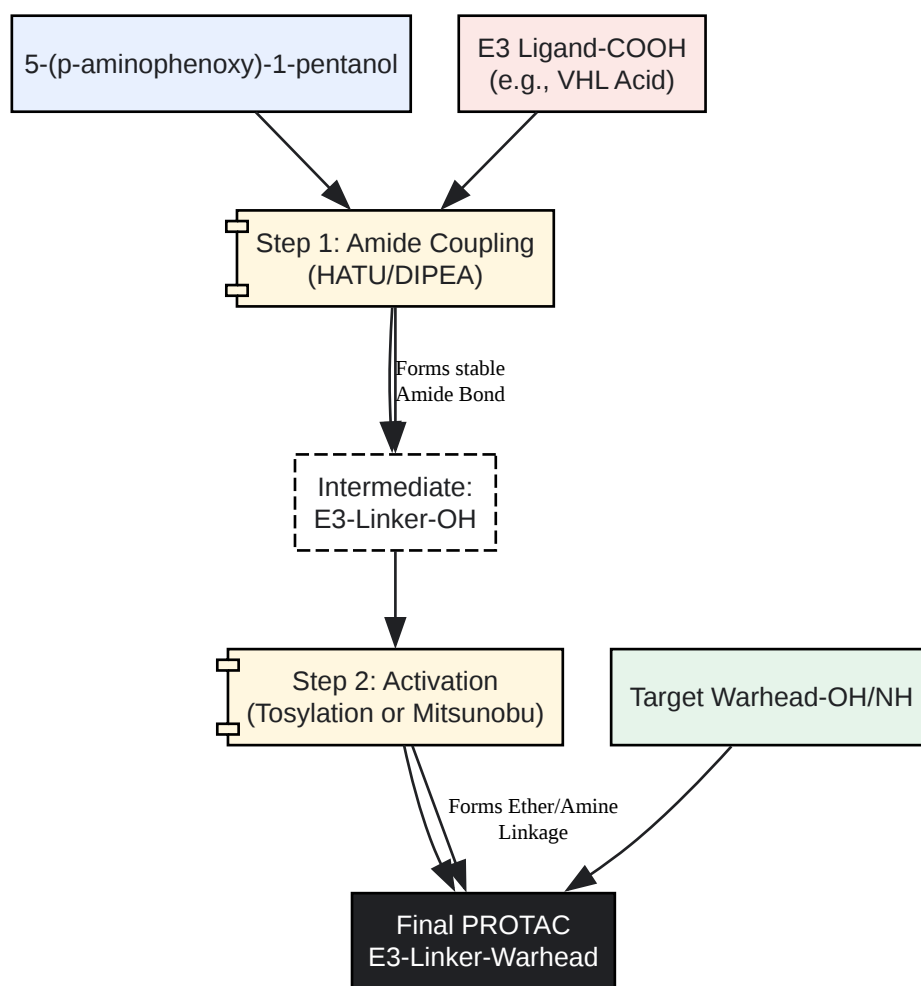 5-(p-aminophenoxy)-1-pentanol
E3 Ligand-COOH
(e.g., VHL Acid)
Step 1: Amide Coupling
(HATU/DIPEA)
Forms stable
Amide Bond
Intermediate:
E3-Linker-OH
Step 2: Activation
(Tosylation or Mitsunobu)
Target Warhead-OH/NH
Forms Ether/Amine
Linkage
Final PROTAC
E3-Linker-Warhead